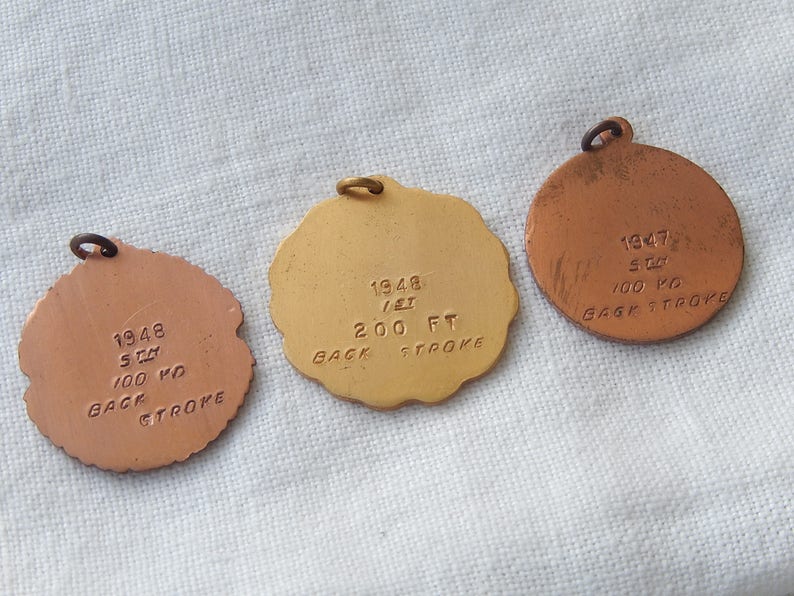 1948
5TH
100 YD
BACK STROKE
1948
1ST
200 FT
BACK STROKE
1947
5TH
100 YD
BACK STROKE